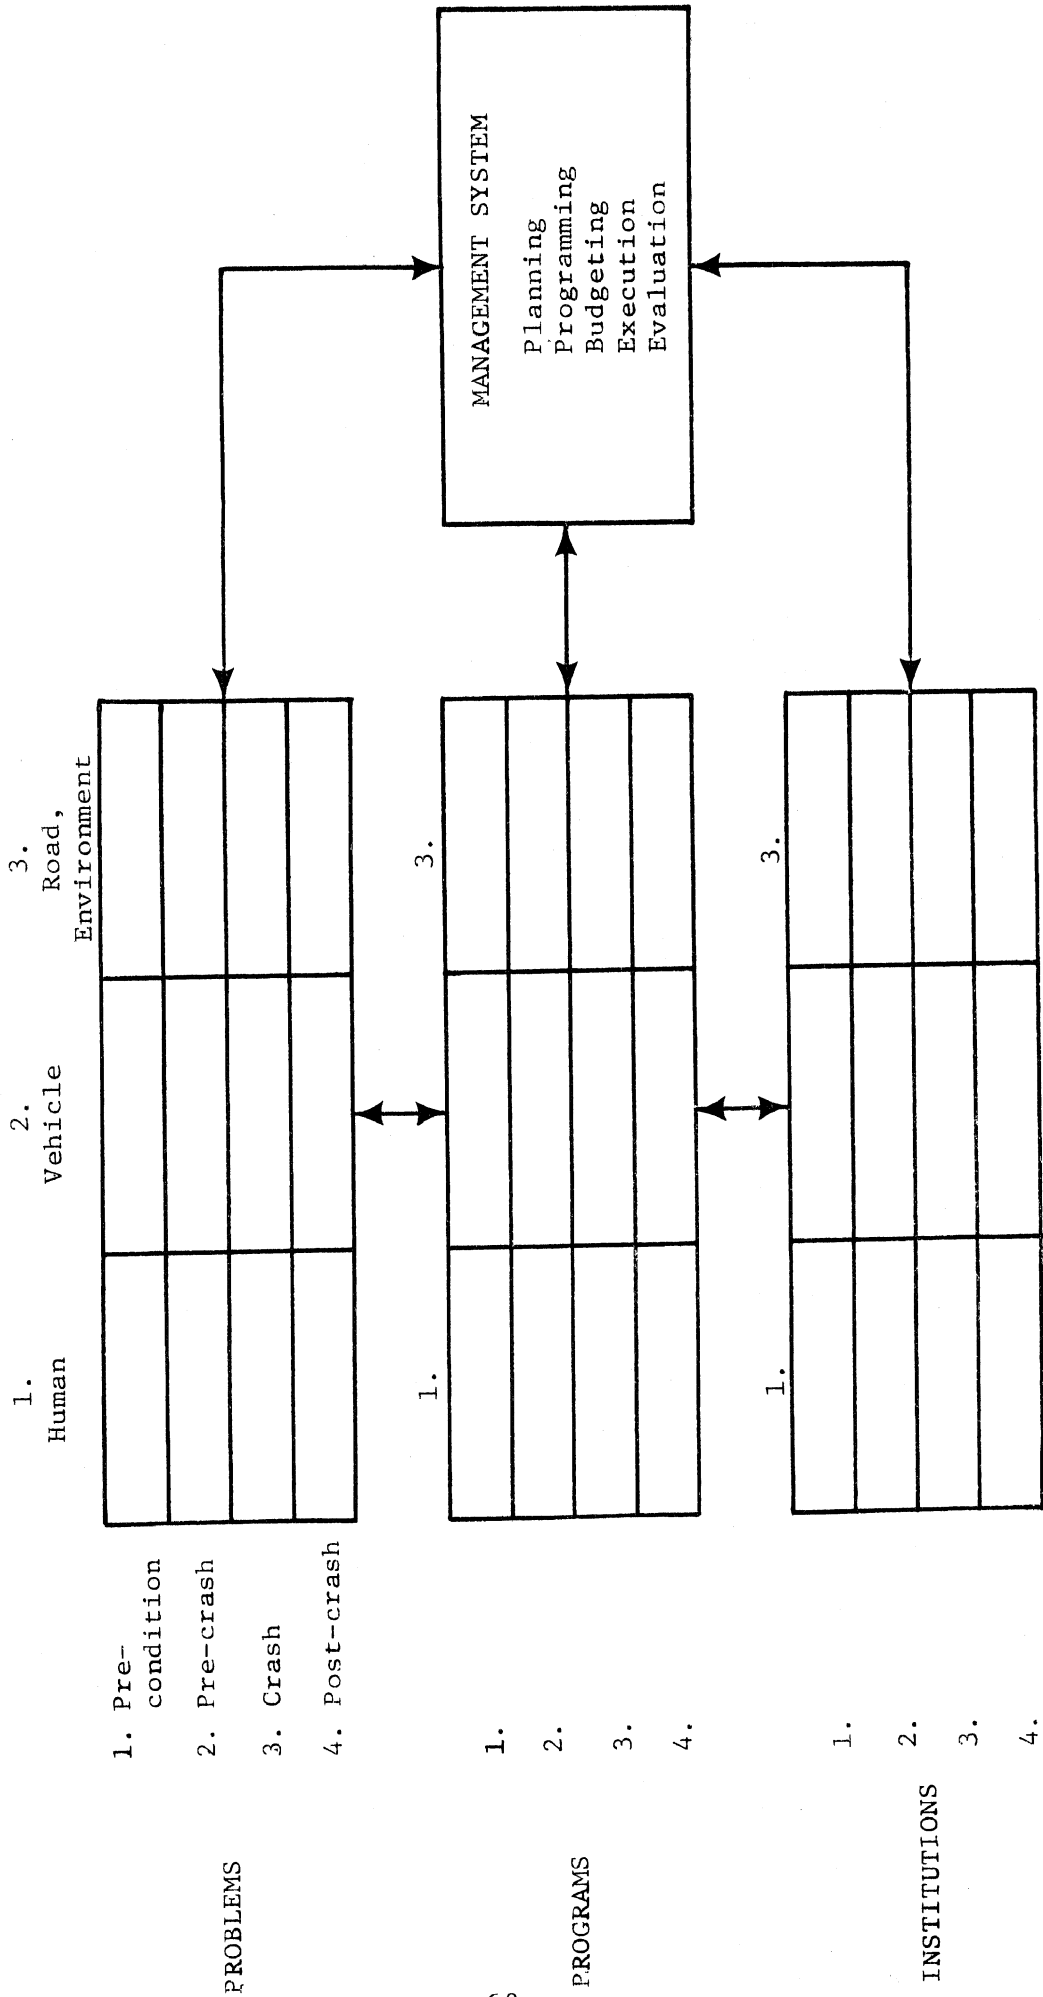 1.
Human
2.
Vehicle
3.
Road,
Environment
PROBLEMS
1. Pre-
condition
2. Pre-crash
3. Crash
4. Post-crash
MANAGEMENT SYSTEM
Planning
Programming
Budgeting
Execution
Evaluation
1.
3.
PROGRAMS
1.
2.
3.
4.
1.
3.
INSTITUTIONS
1.
2.
3.
4.